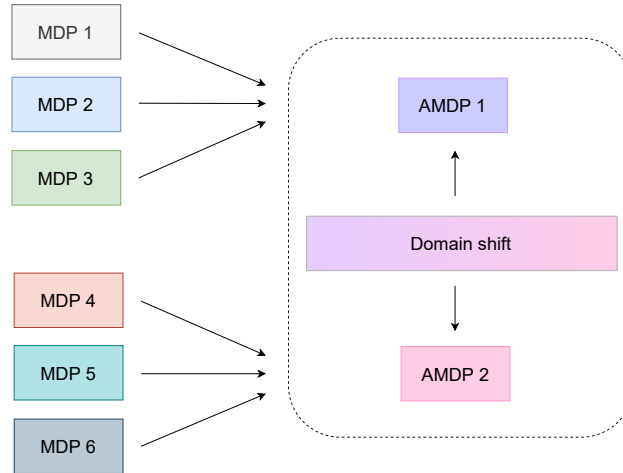 MDP 1
MDP 2
MDP 3
MDP 4
MDP 5
MDP 6
AMDP 1
Domain shift
AMDP 2